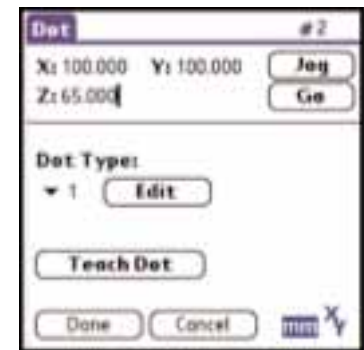 Dot #2
X: 100.000 Y: 100.000 Jog
Z: 65.000 Go
Dot Type:
1 Edit
Teach Dot
Done Cancel mm X/Y